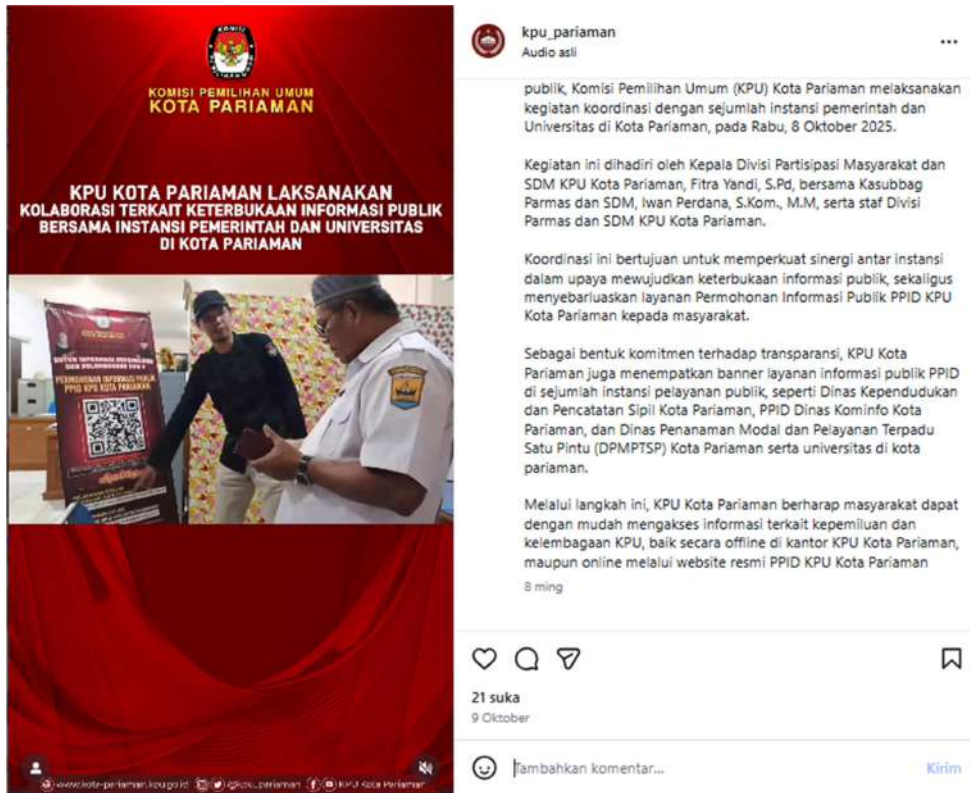 KOMISI
PEMILIHAN UMUM
KOMISI PEMILIHAN UMUM
KOTA PARIAMAN
KPU KOTA PARIAMAN LAKSANAKAN
KOLABORASI TERKAIT KETERBUKAAN INFORMASI PUBLIK
BERSAMA INSTANSI PEMERINTAH DAN UNIVERSITAS
DI KOTA PARIAMAN
PERMOHONAN INFORMASI PUBLIK
PPID KPU KOTA PARIAMAN
www.kota-pariaman.kpu.go.id @kpu_pariaman KPU Kota Pariaman
kpu_pariaman
Audio asli
publik, Komisi Pemilihan Umum (KPU) Kota Pariaman melaksanakan
kegiatan koordinasi dengan sejumlah instansi pemerintah dan
Universitas di Kota Pariaman, pada Rabu, 8 Oktober 2025.
Kegiatan ini dihadiri oleh Kepala Divisi Partisipasi Masyarakat dan
SDM KPU Kota Pariaman, Fitra Yandi, S.Pd, bersama Kasubbag
Parmas dan SDM, Iwan Perdana, S.Kom., M.M, serta staf Divisi
Parmas dan SDM KPU Kota Pariaman.
Koordinasi ini bertujuan untuk memperkuat sinergi antar instansi
dalam upaya mewujudkan keterbukaan informasi publik, sekaligus
menyebarluaskan layanan Permohonan Informasi Publik PPID KPU
Kota Pariaman kepada masyarakat.
Sebagai bentuk komitmen terhadap transparansi, KPU Kota
Pariaman juga menempatkan banner layanan informasi publik PPID
di sejumlah instansi pelayanan publik, seperti Dinas Kependudukan
dan Pencatatan Sipil Kota Pariaman, PPID Dinas Kominfo Kota
Pariaman, dan Dinas Penanaman Modal dan Pelayanan Terpadu
Satu Pintu (DPMPTSP) Kota Pariaman serta universitas di kota
pariaman.
Melalui langkah ini, KPU Kota Pariaman berharap masyarakat dapat
dengan mudah mengakses informasi terkait kepemiluan dan
kelembagaan KPU, baik secara offline di kantor KPU Kota Pariaman,
maupun online melalui website resmi PPID KPU Kota Pariaman
8 ming
21 suka
9 Oktober
Tambahkan komentar...
Kirim